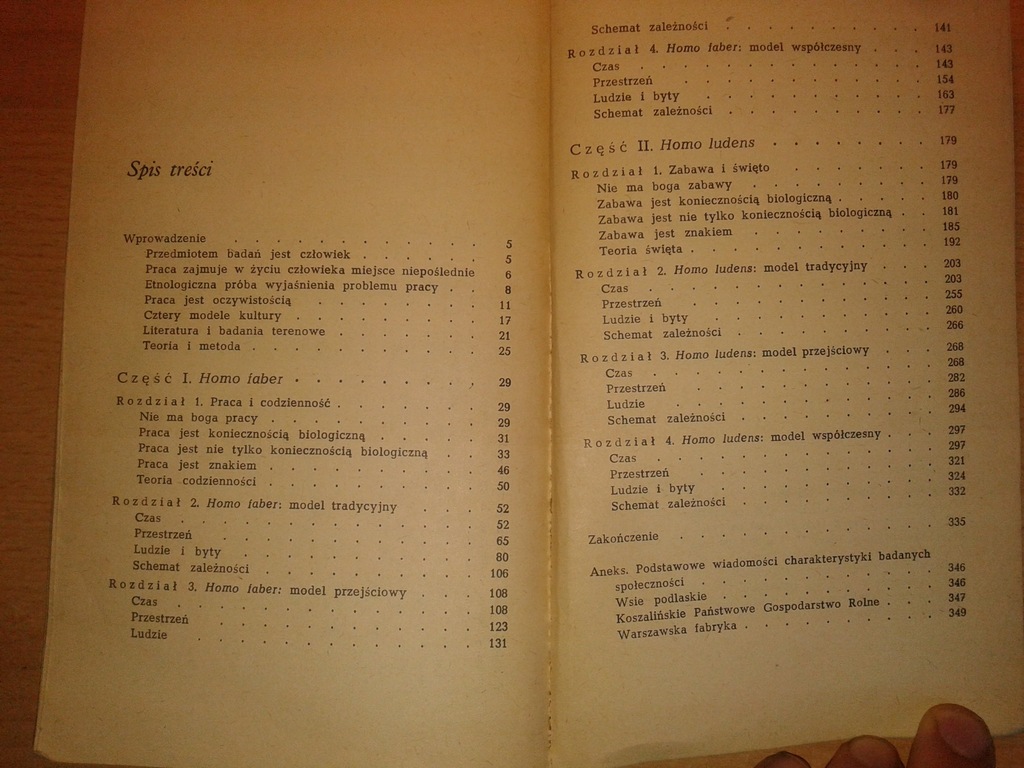 Spis treści
Wprowadzenie . . . . . . . . . . . 5
Przedmiotem badań jest człowiek . . . . . . 5
Praca zajmuje w życiu człowieka miejsce niepoślednie 6
Etnologiczna próba wyjaśnienia problemu pracy . . 8
Praca jest oczywistością . . . . . . . . 11
Cztery modele kultury . . . . . . . . . 17
Literatura i badania terenowe . . . . . . . 21
Teoria i metoda . . . . . . . . . . 25
Część I. Homo faber . . . . . . . . . 29
Rozdział 1. Praca i codzienność . . . . . . . 29
Nie ma boga pracy . . . . . . . . . 29
Praca jest koniecznością biologiczną . . . . . 31
Praca jest nie tylko koniecznością biologiczną . . 33
Praca jest znakiem . . . . . . . . . 46
Teoria codzienności . . . . . . . . . 50
Rozdział 2. Homo faber: model tradycyjny . . . 52
Czas . . . . . . . . . . . . . 52
Przestrzeń . . . . . . . . . . . 65
Ludzie i byty . . . . . . . . . . 80
Schemat zależności . . . . . . . . . 106
Rozdział 3. Homo faber: model przejściowy . . . 108
Czas . . . . . . . . . . . . . 108
Przestrzeń . . . . . . . . . . . 123
Ludzie . . . . . . . . . . . . 131
Schemat zależności . . . . . . . . . 141
Rozdział 4. Homo faber: model współczesny . . . 143
Czas . . . . . . . . . . . . . 143
Przestrzeń . . . . . . . . . . . 154
Ludzie i byty . . . . . . . . . . 163
Schemat zależności . . . . . . . . . 177
Część II. Homo ludens . . . . . . . . 179
Rozdział 1. Zabawa i święto . . . . . . . 179
Nie ma boga zabawy . . . . . . . . 179
Zabawa jest koniecznością biologiczną . . . . . 180
Zabawa jest nie tylko koniecznością biologiczną . . 181
Zabawa jest znakiem . . . . . . . . 185
Teoria święta . . . . . . . . . . 192
Rozdział 2. Homo ludens: model tradycyjny . . . 203
Czas . . . . . . . . . . . . . 203
Przestrzeń . . . . . . . . . . . 255
Ludzie i byty . . . . . . . . . . 260
Schemat zależności . . . . . . . . . 266
Rozdział 3. Homo ludens: model przejściowy . . . 268
Czas . . . . . . . . . . . . . 268
Przestrzeń . . . . . . . . . . . 282
Ludzie . . . . . . . . . . . . 286
Schemat zależności . . . . . . . . . 294
Rozdział 4. Homo ludens: model współczesny . . . 297
Czas . . . . . . . . . . . . . 297
Przestrzeń . . . . . . . . . . . 321
Ludzie i byty . . . . . . . . . . 324
Schemat zależności . . . . . . . . . 332
Zakończenie . . . . . . . . . . . 335
Aneks. Podstawowe wiadomości charakterystyki badanych
społeczności . . . . . . . . . . 346
Wsie podlaskie . . . . . . . . . . 346
Koszalińskie Państwowe Gospodarstwo Rolne . . . 347
Warszawska fabryka . . . . . . . . . 349